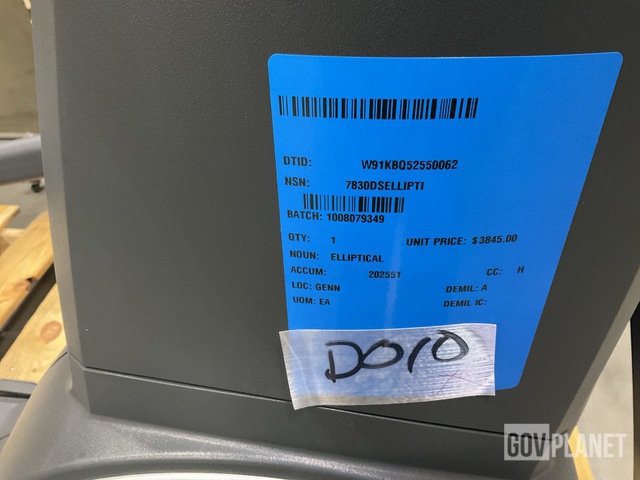 DTID: W91KBQ52550062
NSN: 7830DSELLIPTI
BATCH: 1008079349
QTY: 1 UNIT PRICE: $3845.00
NOUN: ELLIPTICAL
ACCUM: 202551 CC: H
LOC: GENN DEMIL: A
UOM: EA DEMIL IC:
D010
GOVPLANET